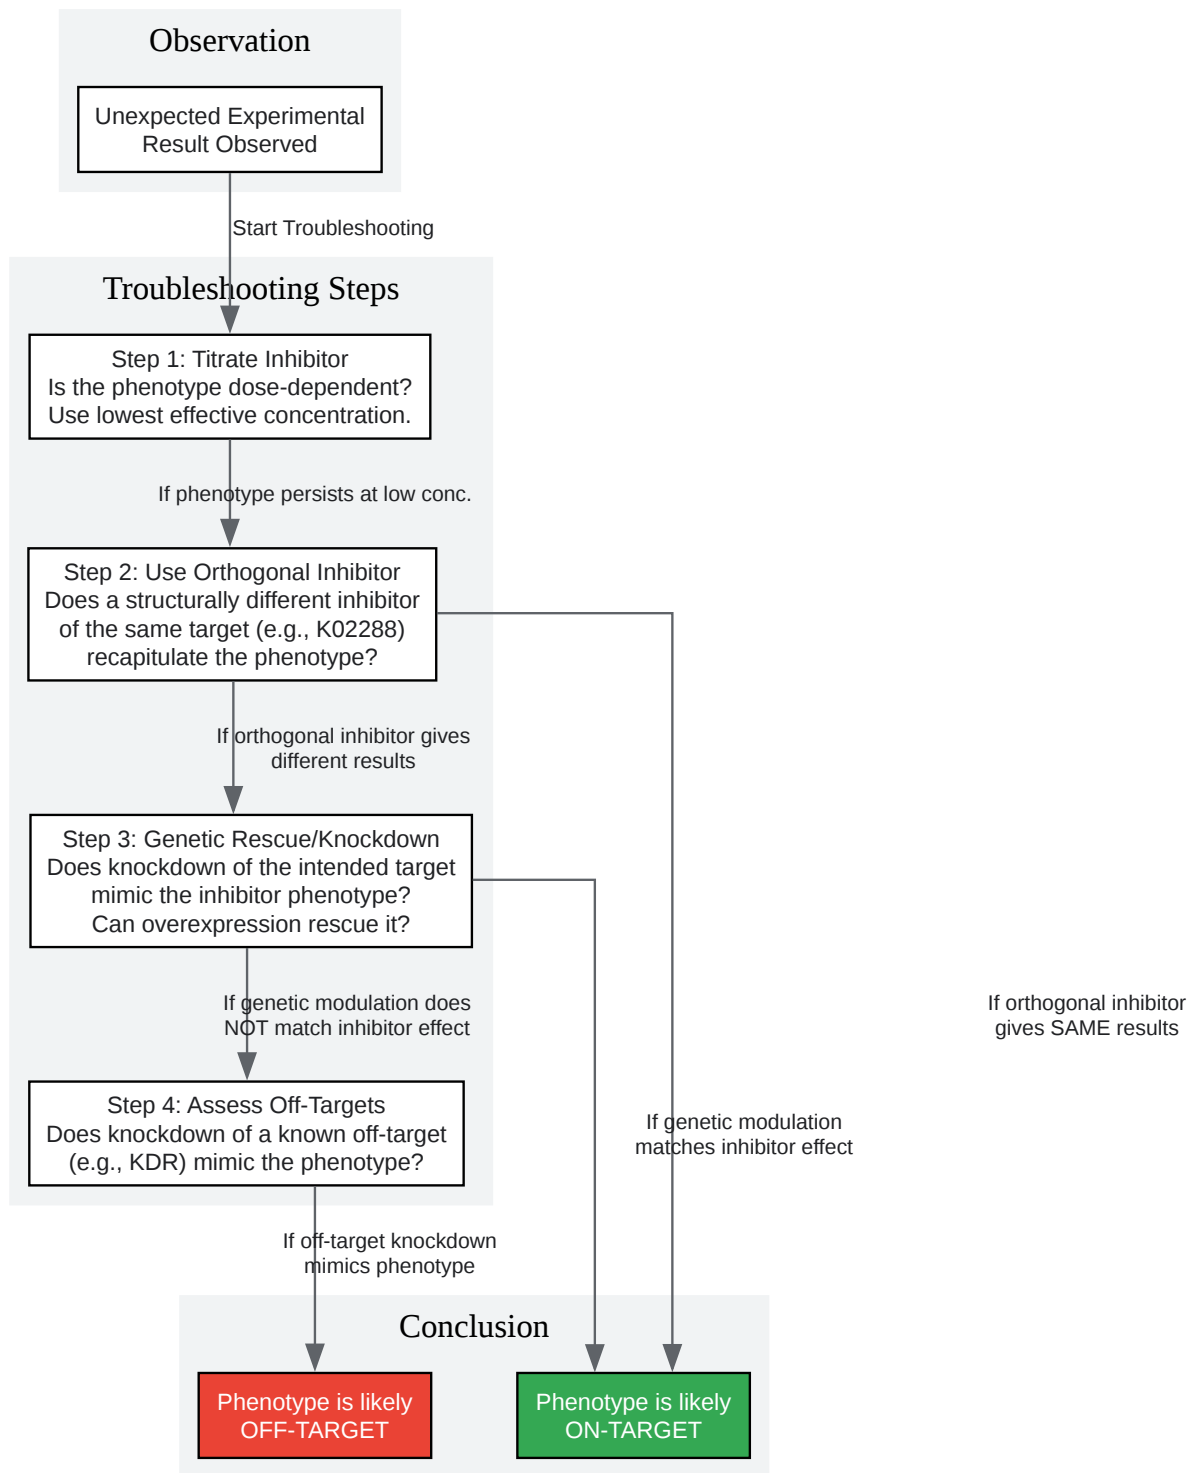 Observation
Unexpected Experimental
Result Observed
Start Troubleshooting
Troubleshooting Steps
Step 1: Titrate Inhibitor
Is the phenotype dose-dependent?
Use lowest effective concentration.
If phenotype persists at low conc.
Step 2: Use Orthogonal Inhibitor
Does a structurally different inhibitor
of the same target (e.g., K02288)
recapitulate the phenotype?
If orthogonal inhibitor gives
different results
Step 3: Genetic Rescue/Knockdown
Does knockdown of the intended target
mimic the inhibitor phenotype?
Can overexpression rescue it?
If genetic modulation does
NOT match inhibitor effect
If orthogonal inhibitor
gives SAME results
Step 4: Assess Off-Targets
Does knockdown of a known off-target
(e.g., KDR) mimic the phenotype?
If genetic modulation
matches inhibitor effect
If off-target knockdown
mimics phenotype
Conclusion
Phenotype is likely
OFF-TARGET
Phenotype is likely
ON-TARGET